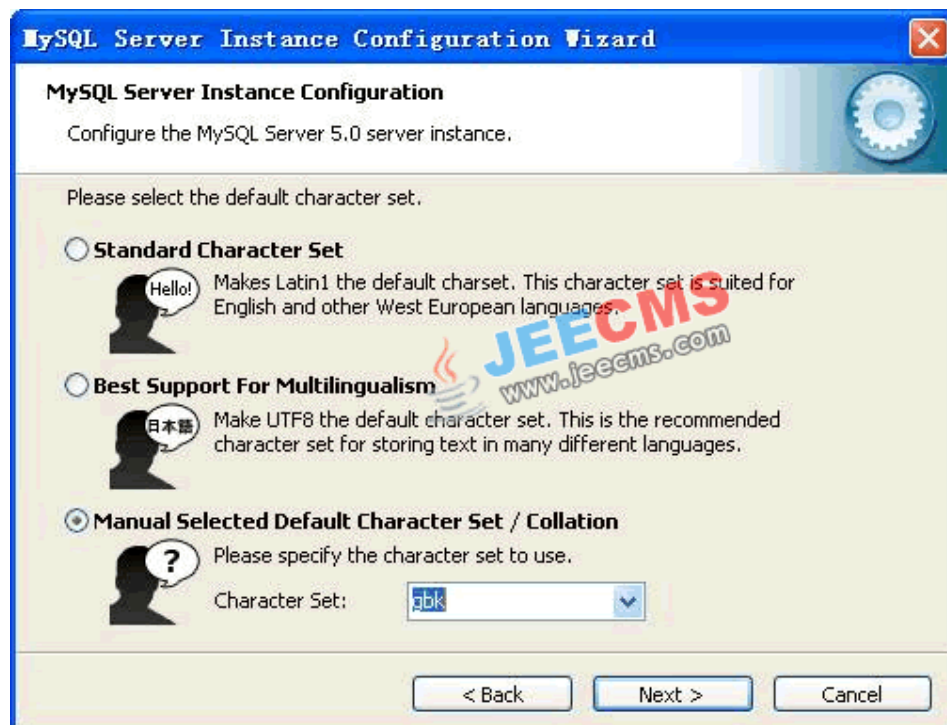 MySQL Server Instance Configuration Wizard
MySQL Server Instance Configuration
Configure the MySQL Server 5.0 server instance.
Please select the default character set.
Standard Character Set
Hello!
Makes Latin1 the default charset. This character set is suited for
English and other West European languages.
JEECMS
www.jeecms.com
Best Support For Multilingualism
日本語
Make UTF8 the default character set. This is the recommended
character set for storing text in many different languages.
Manual Selected Default Character Set / Collation
?
Please specify the character set to use.
Character Set:
gbk
< Back
Next >
Cancel